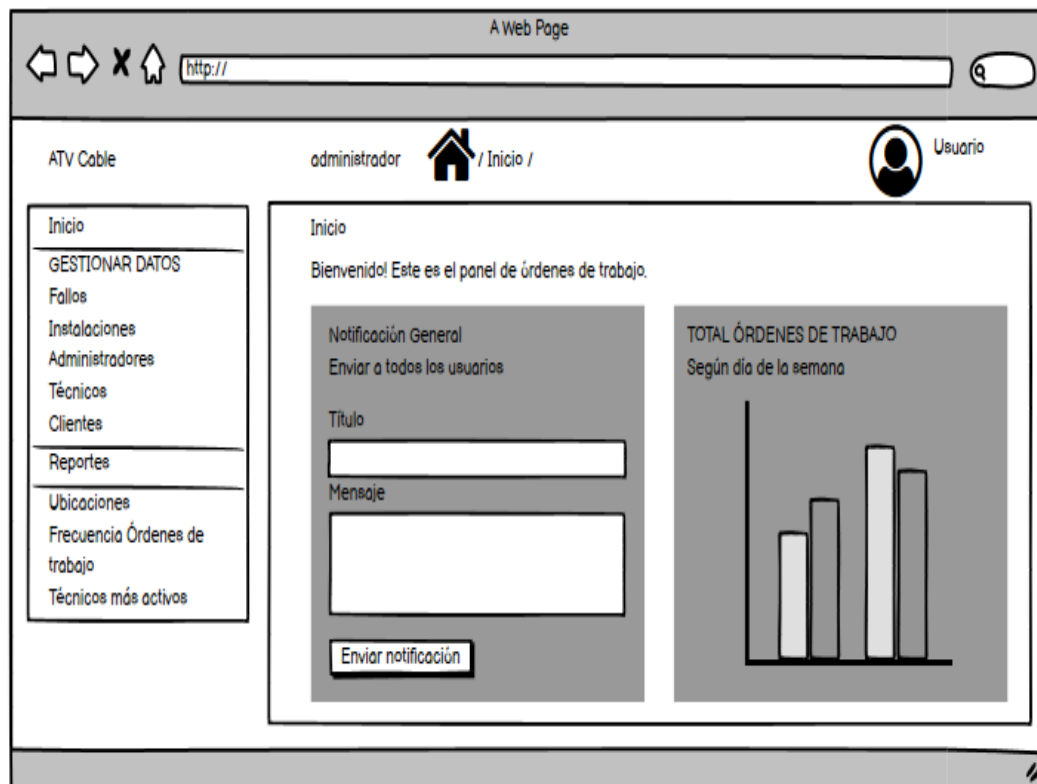 A Web Page
http://
ATV Cable
administrador
/ Inicio /
Usuario
Inicio
GESTIONAR DATOS
Fallos
Instalaciones
Administradores
Técnicos
Clientes
Reportes
Ubicaciones
Frecuencia Órdenes de
trabajo
Técnicos más activos
Inicio
Bienvenido! Este es el panel de órdenes de trabajo.
Notificación General
Enviar a todos los usuarios
Título
Mensaje
Enviar notificación
TOTAL ÓRDENES DE TRABAJO
Según día de la semana